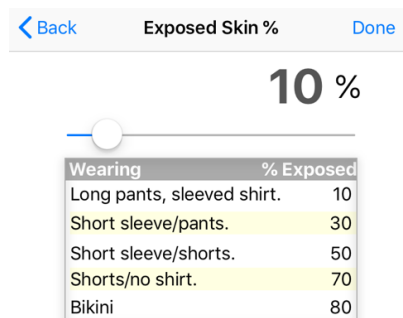 Back Exposed Skin % Done
10 %
Wearing % Exposed
Long pants, sleeved shirt. 10
Short sleeve/pants. 30
Short sleeve/shorts. 50
Shorts/no shirt. 70
Bikini 80